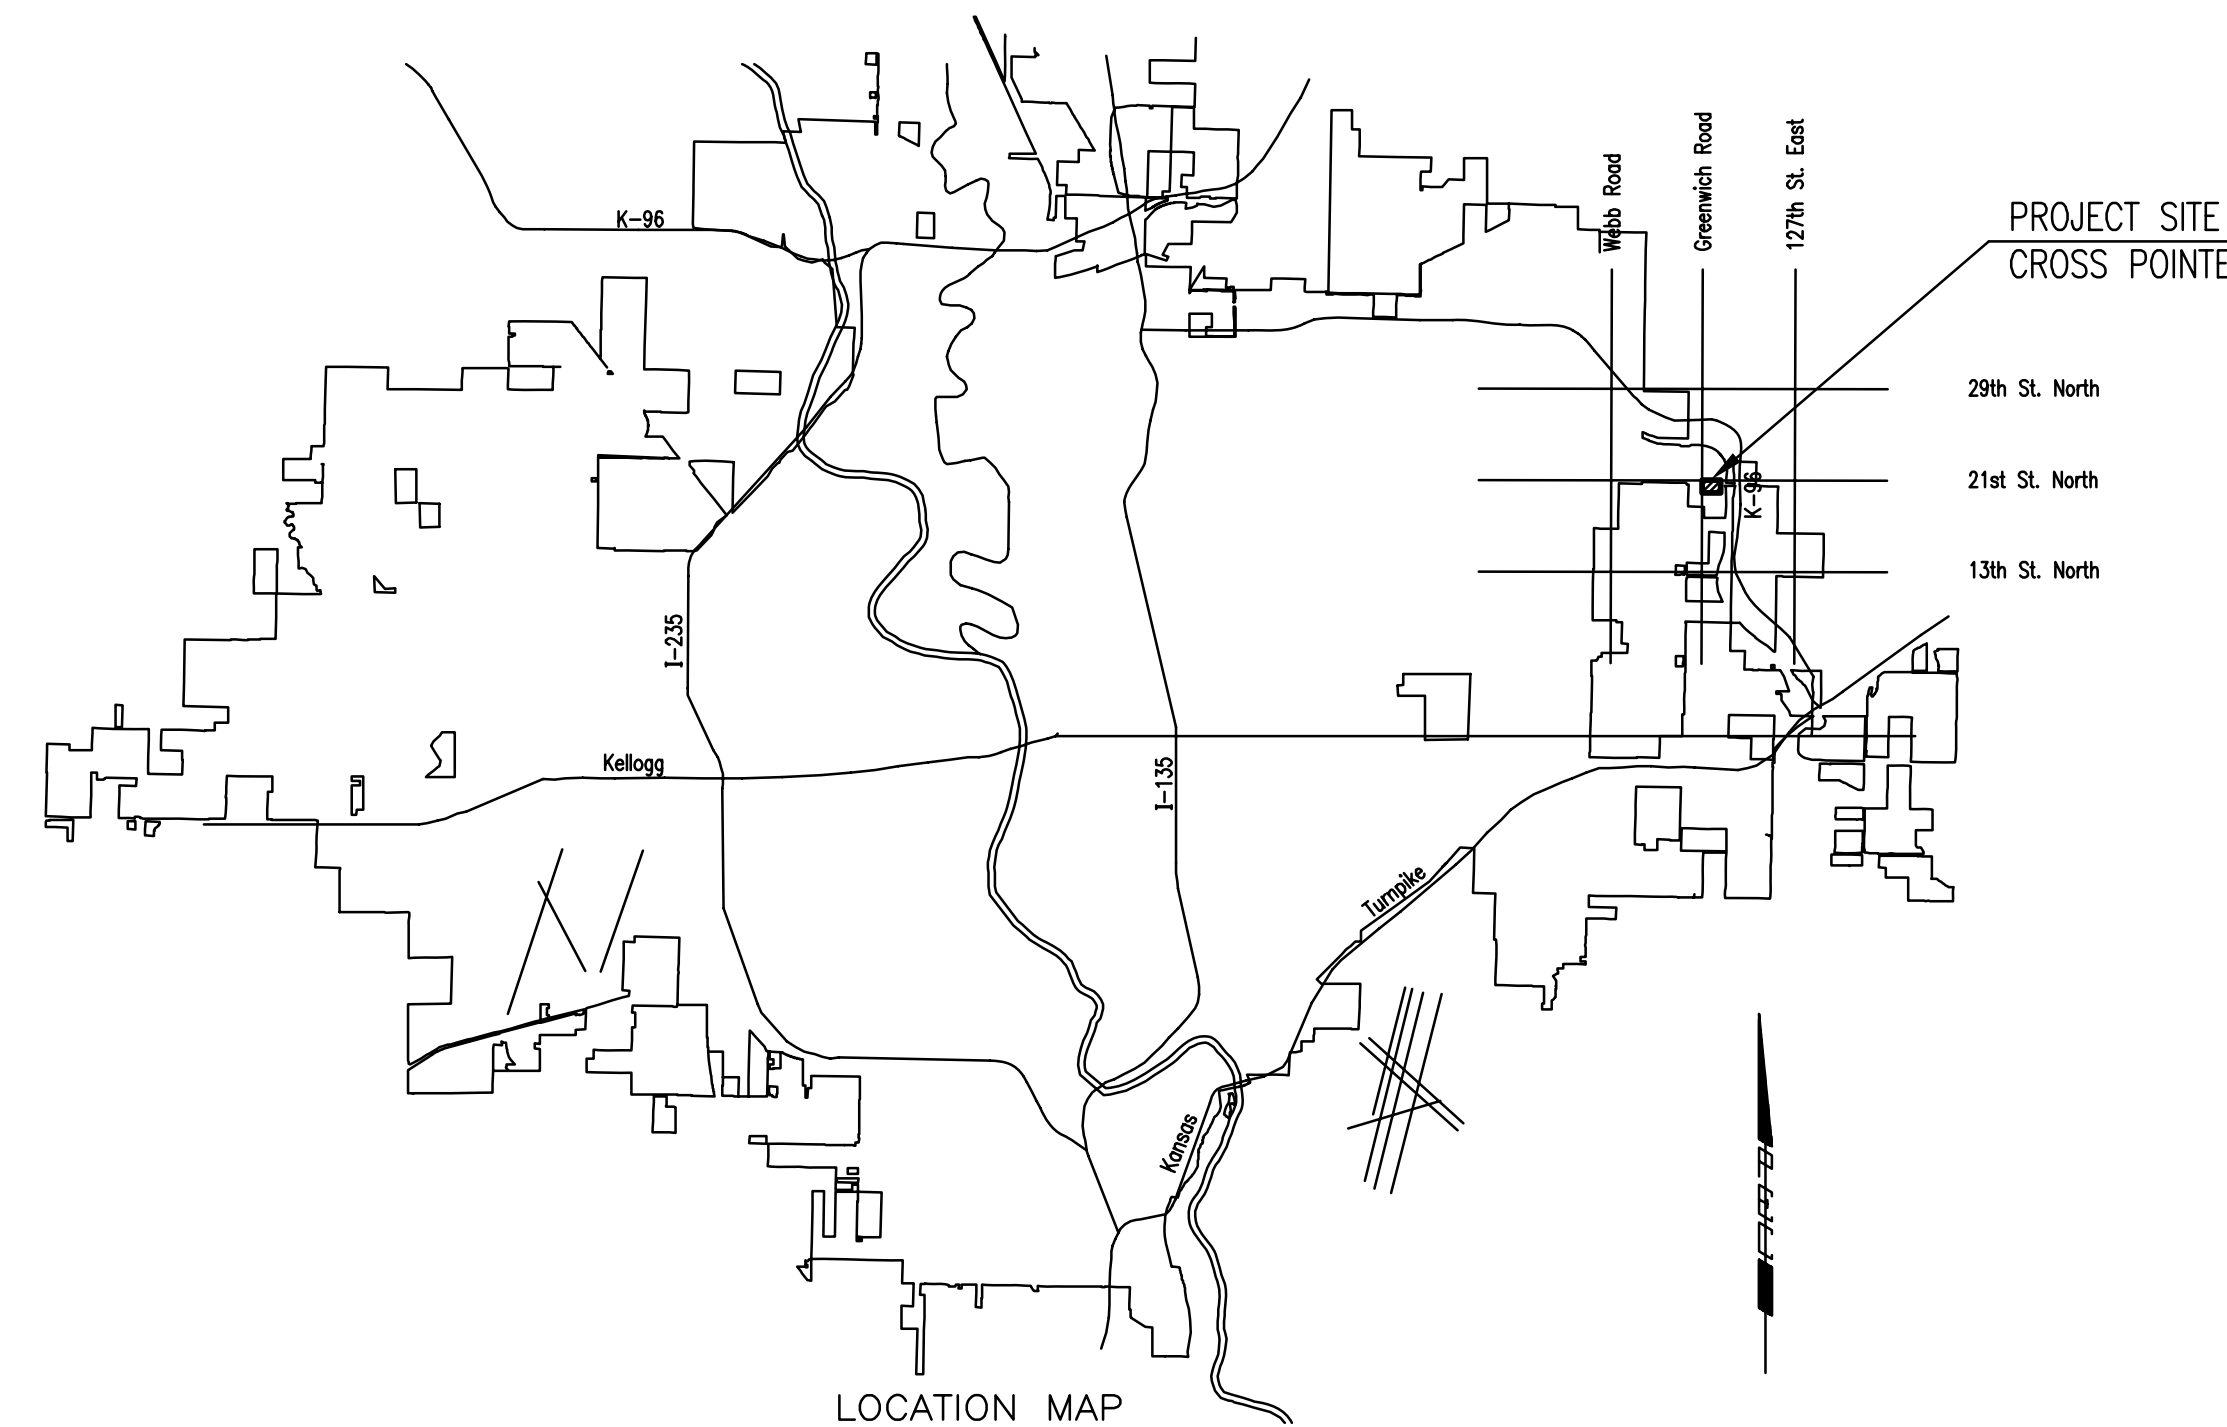 Webb Road
Greenwich Road
127th St. East
PROJECT SITE
CROSS POINTE
K-96
29th St. North
21st St. North
K-96
13th St. North
I-235
Kellogg
I-135
Turnpike
Kansas
LOCATION MAP